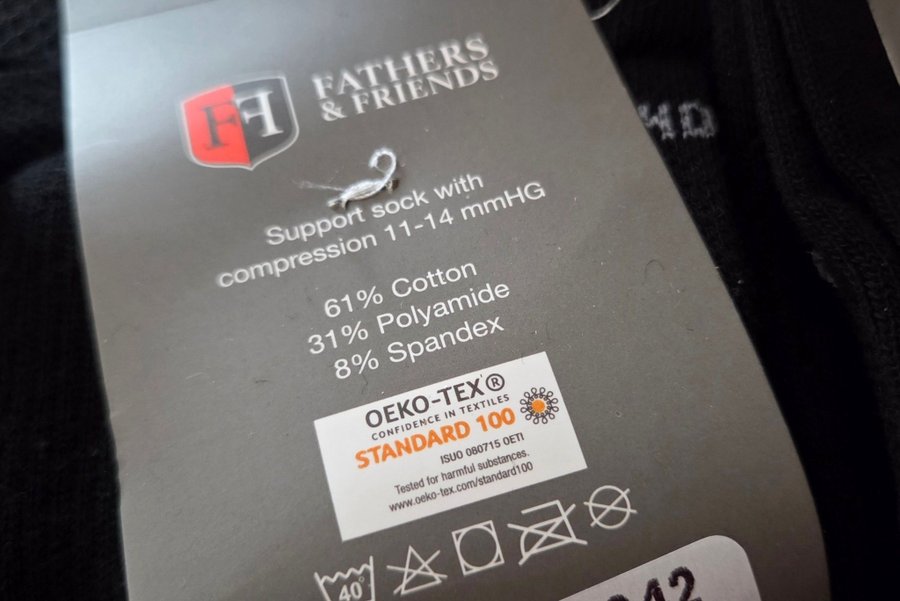 FF
FATHERS
& FRIENDS
Support sock with
compression 11-14 mmHG
61% Cotton
31% Polyamide
8% Spandex
OEKO-TEX®
CONFIDENCE IN TEXTILES
STANDARD 100
ISUO 080715 OETI
Tested for harmful substances.
www.oeko-tex.com/standard100
40°